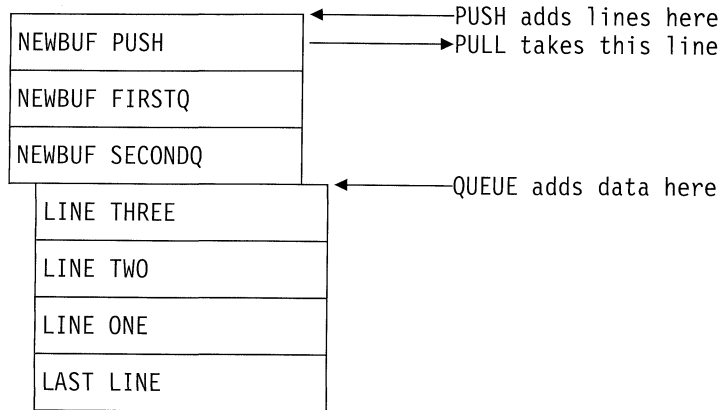 PUSH adds lines here
NEWBUF PUSH
PULL takes this line
NEWBUF FIRSTQ
NEWBUF SECONDQ
QUEUE adds data here
LINE THREE
LINE TWO
LINE ONE
LAST LINE